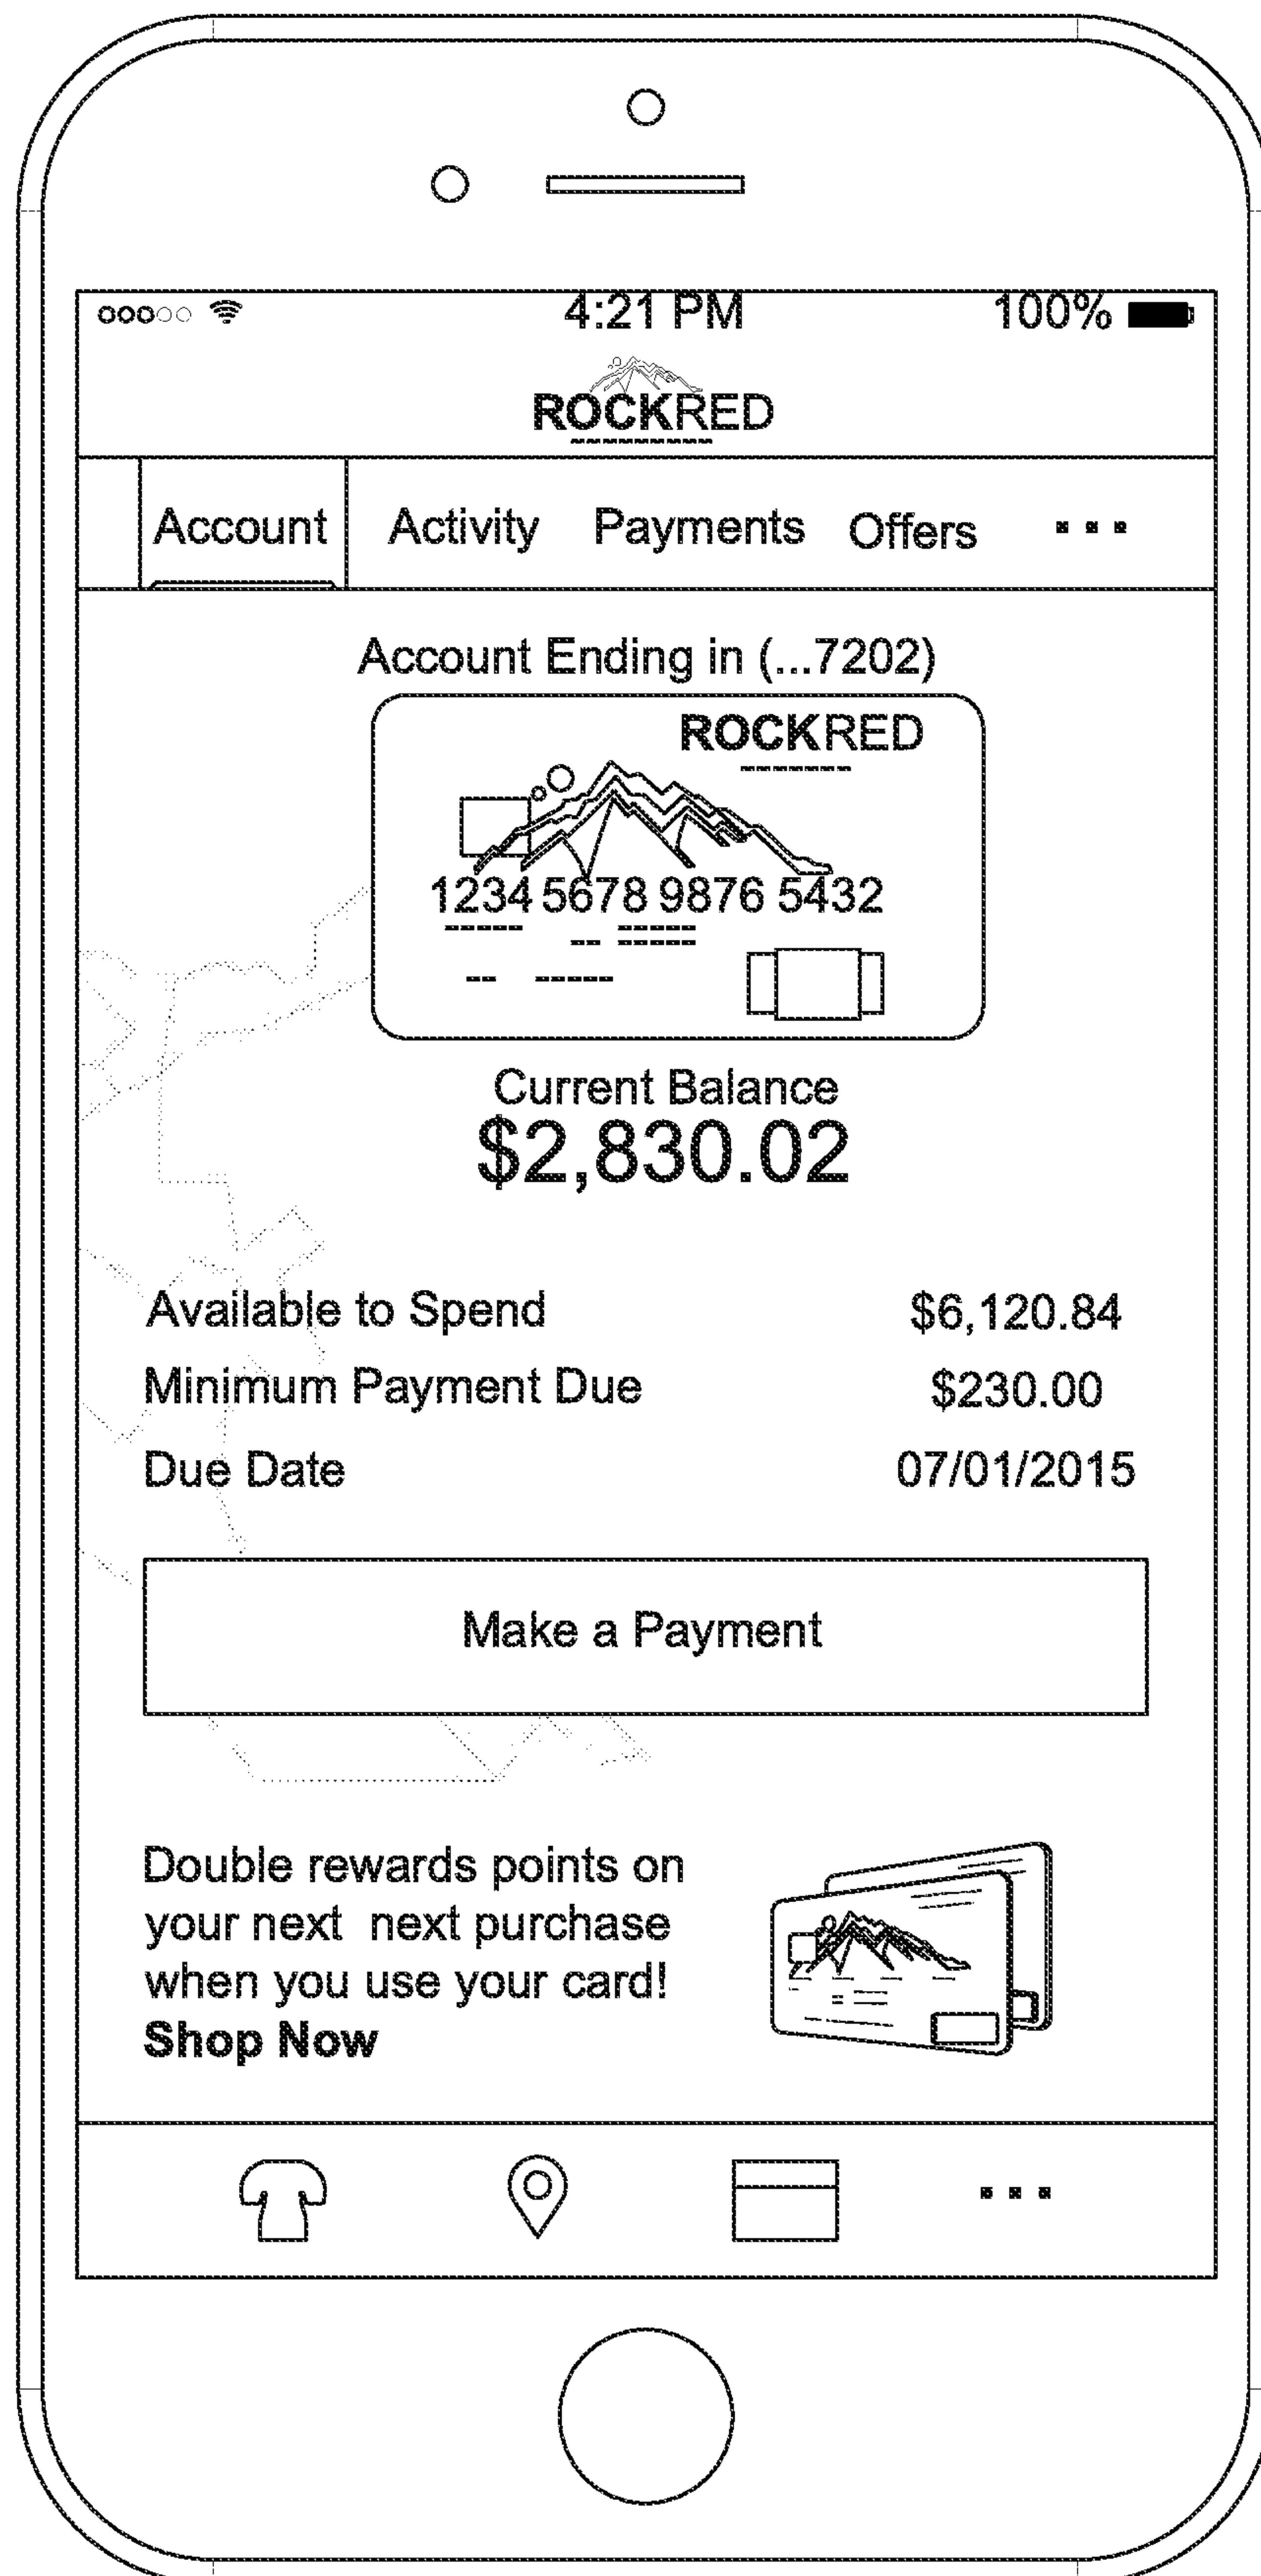 4:21 PM 100%
ROCKRED
Account Activity Payments Offers ...
Account Ending in (...7202)
ROCKRED
1234 5678 9876 5432
Current Balance
$2,830.02
Available to Spend $6,120.84
Minimum Payment Due $230.00
Due Date 07/01/2015
Make a Payment
Double rewards points on
your next next purchase
when you use your card!
Shop Now
...